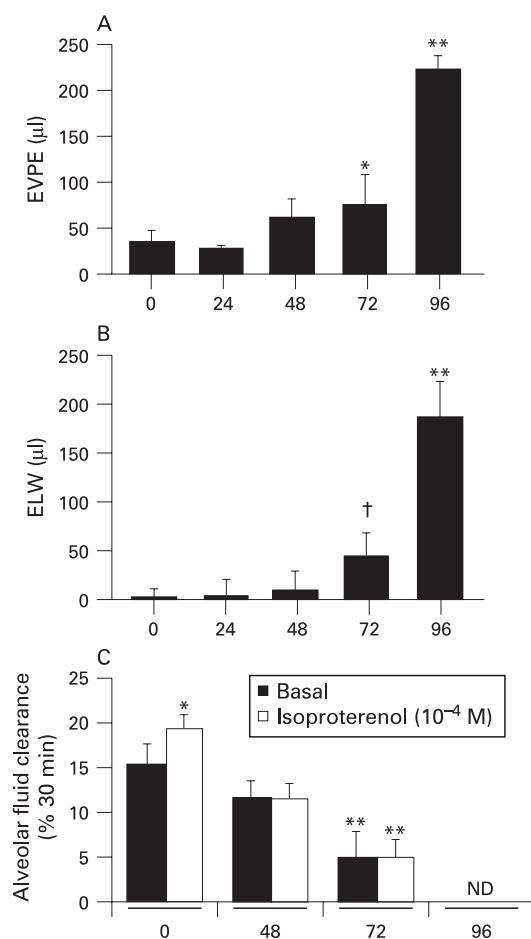 A
EVPE (µl)
250
200
150
100
50
0
*
**
0 24 48 72 96
B
ELW (µl)
250
200
150
100
50
0
†
**
0 24 48 72 96
C
Alveolar fluid clearance
(% 30 min)
25
20
15
10
5
0
Basal
Isoproterenol (10⁻⁴ M)
*
** **
ND
0 48 72 96